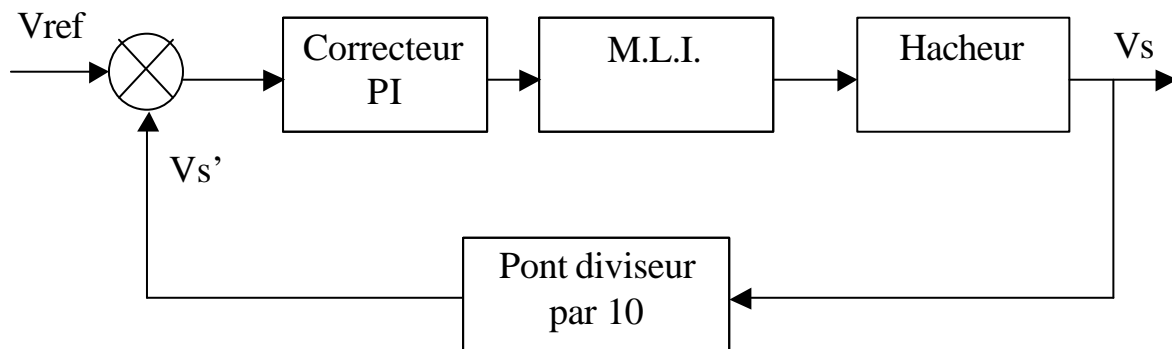 Vref
Correcteur
PI
M.L.I.
Hacheur
Vs
Vs’
Pont diviseur
par 10